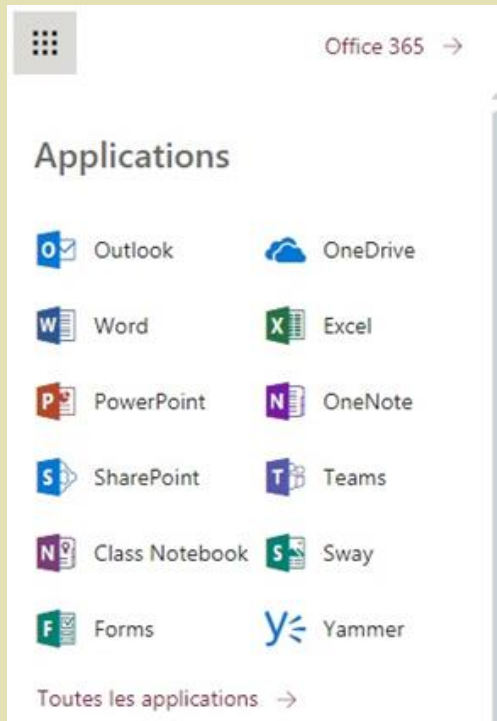 Office 365 →
Applications
Outlook OneDrive
Word Excel
PowerPoint OneNote
SharePoint Teams
Class Notebook Sway
Forms Yammer
Toutes les applications →